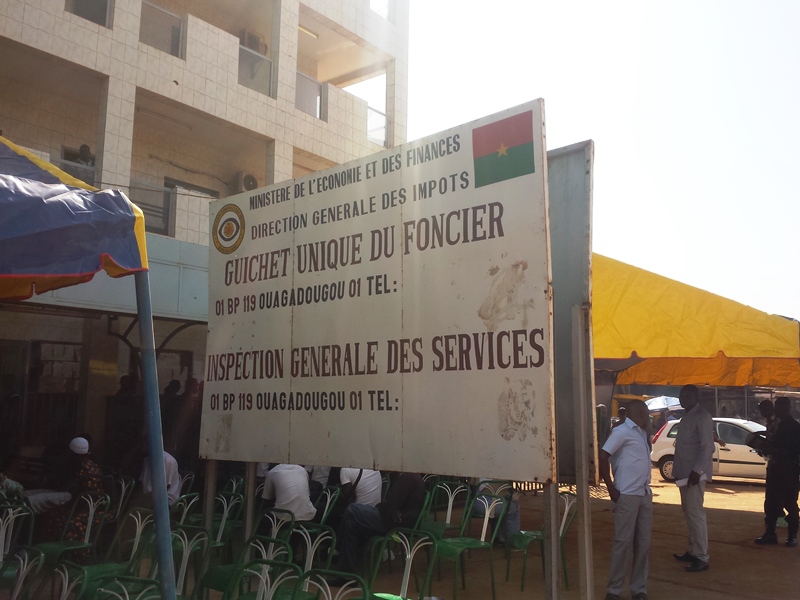 MINISTERE DE L'ECONOMIE ET DES FINANCES
DIRECTION GENERALE DES IMPOTS
GUICHET UNIQUE DU FONCIER
01 BP 119 OUAGADOUGOU 01 TEL:
INSPECTION GENERALE DES SERVICES
01 BP 119 OUAGADOUGOU 01 TEL: